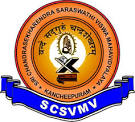 SRI CHANDRASEKHARENDRA SARASWATHI VISWA MAHAVIDYALAYA
KANCHEEPURAM
SCSVMV